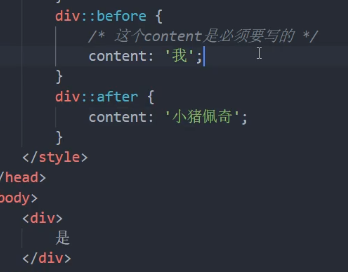 div::before {
/* 这个content是必须要写的 */
content: '我';
}
div::after {
content: '小猪佩奇';
}
</style>
/head>
body>
<div>
是
</div>